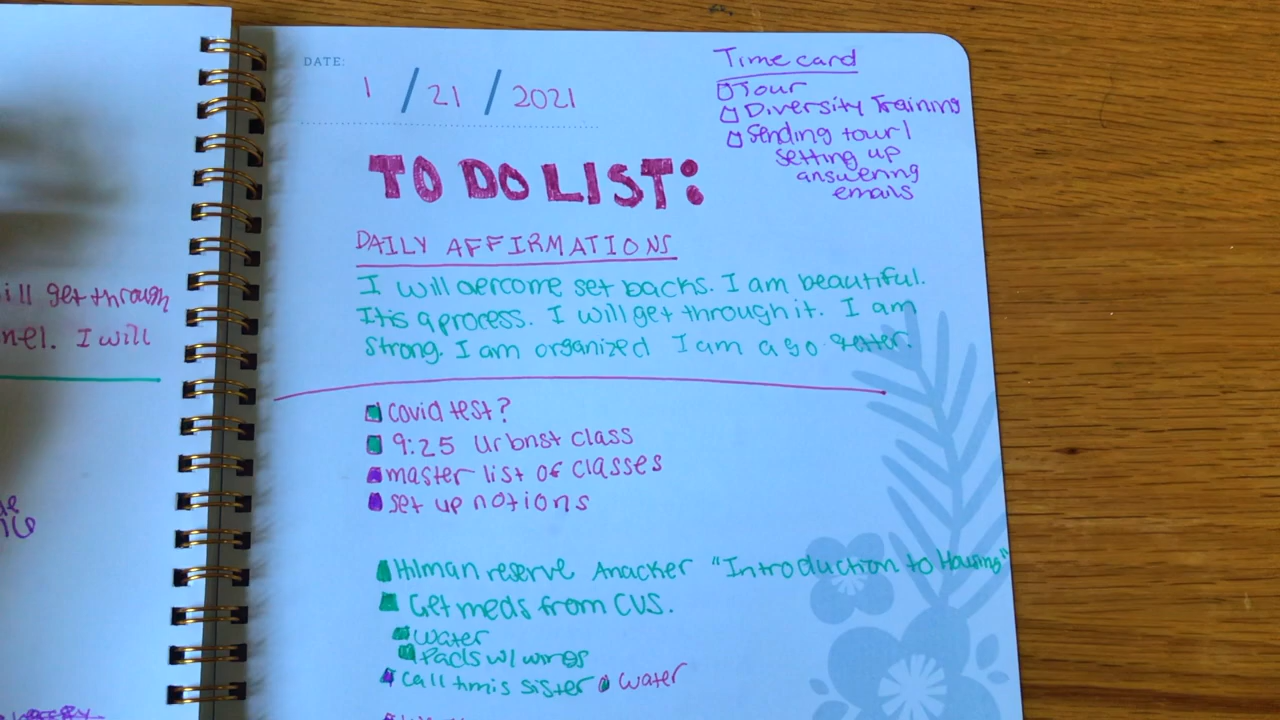 DATE: 1 / 21 / 2021
Time card
Tour
Diversity Training
Sending tour/
setting up
answering
emails
TO DO LIST:
DAILY AFFIRMATIONS
I will overcome set backs. I am beautiful.
It is a process. I will get through it. I am
strong. I am organized I am a go getter.
ill get through
nel. I will
covid test?
9:25 Urbnst class
master list of classes
set up notions
Hilman reserve Anacker "Introduction to Housing"
Get meds from CVS.
water
Pads w/ wings
call sister water